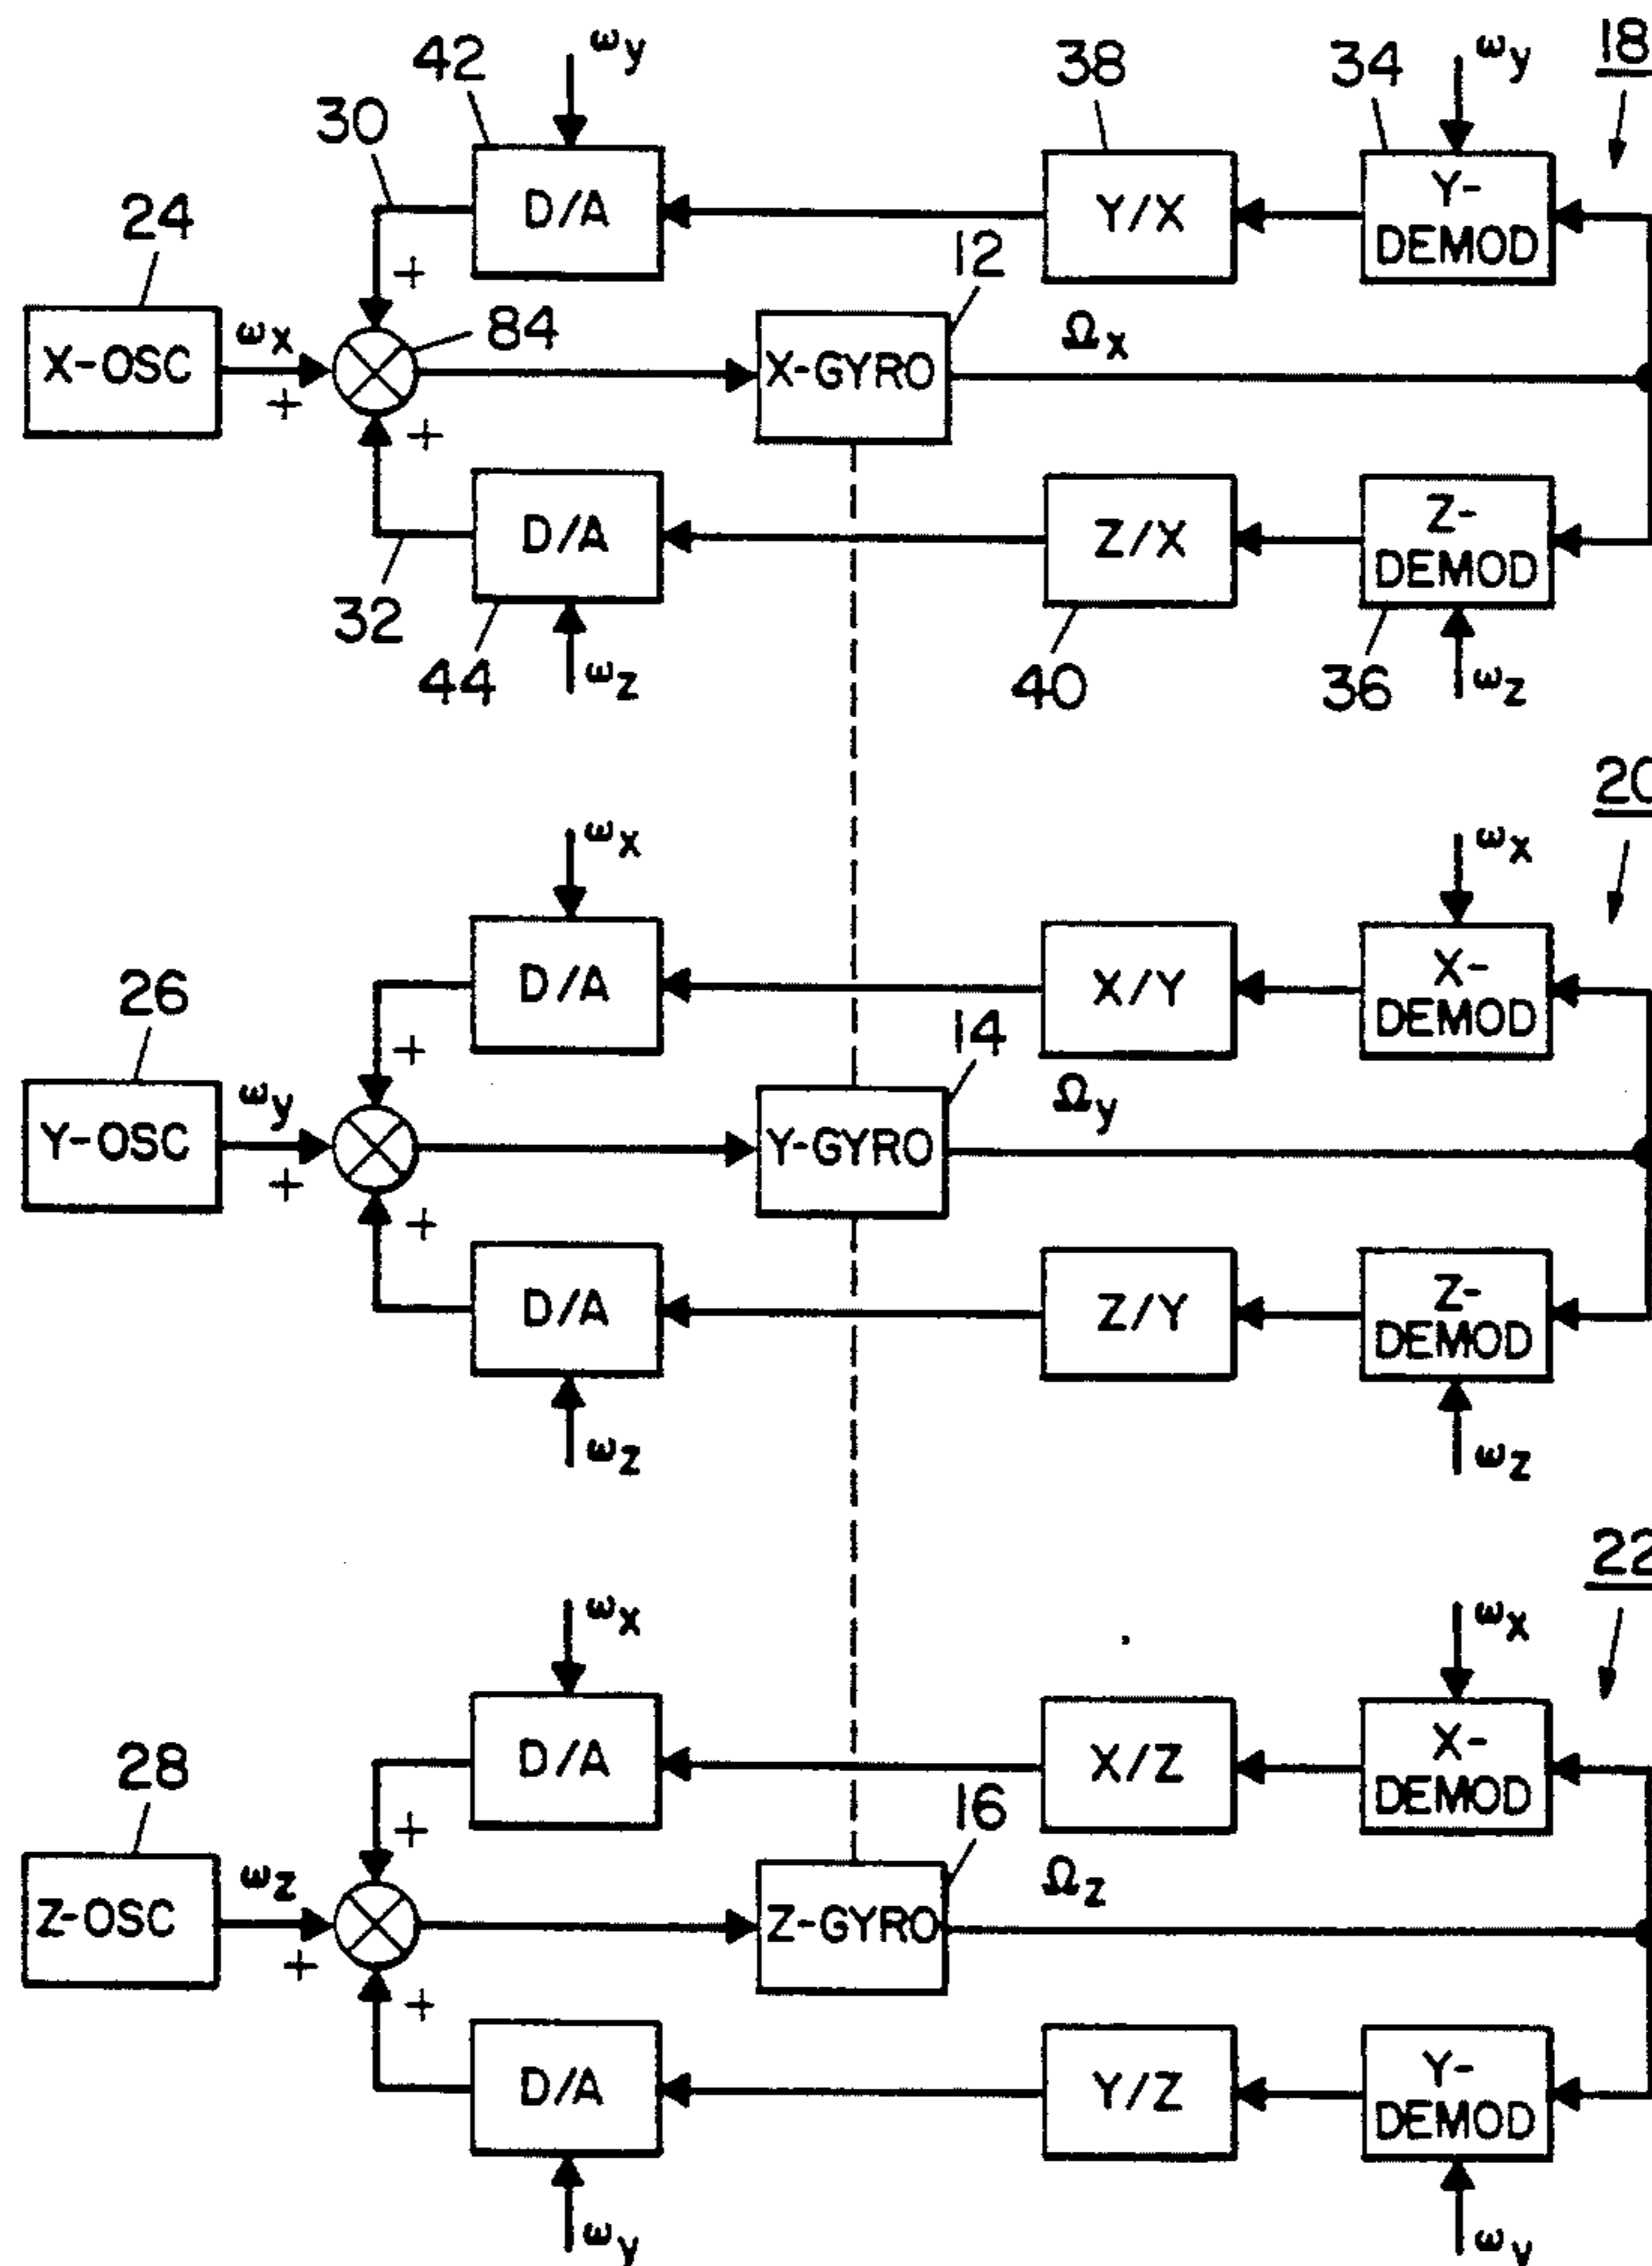 42 ωy 38 34 ωy 18
30
D/A Y/X Y-
DEMOD
24 + 12
X-OSC ωx 84 X-GYRO Ωx
+ +
D/A Z/X Z-
DEMOD
32 44 ωz 40 36 ωz
20
ωx ωx
26 D/A X/Y X-
DEMOD
+ 14
Y-OSC ωy Y-GYRO Ωy
+ +
D/A Z/Y Z-
DEMOD
ωz ωz
22
ωx ωx
28 D/A X/Z X-
DEMOD
+ 16
Z-OSC ωz Z-GYRO Ωz
+ +
D/A Y/Z Y-
DEMOD
ωy ωy